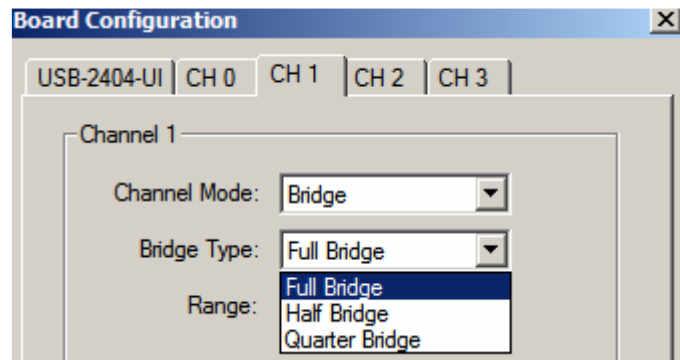 Board Configuration
USB-2404-UI CH 0 CH 1 CH 2 CH 3
Channel 1
Channel Mode: Bridge
Bridge Type: Full Bridge
Full Bridge
Range: Half Bridge
Quarter Bridge